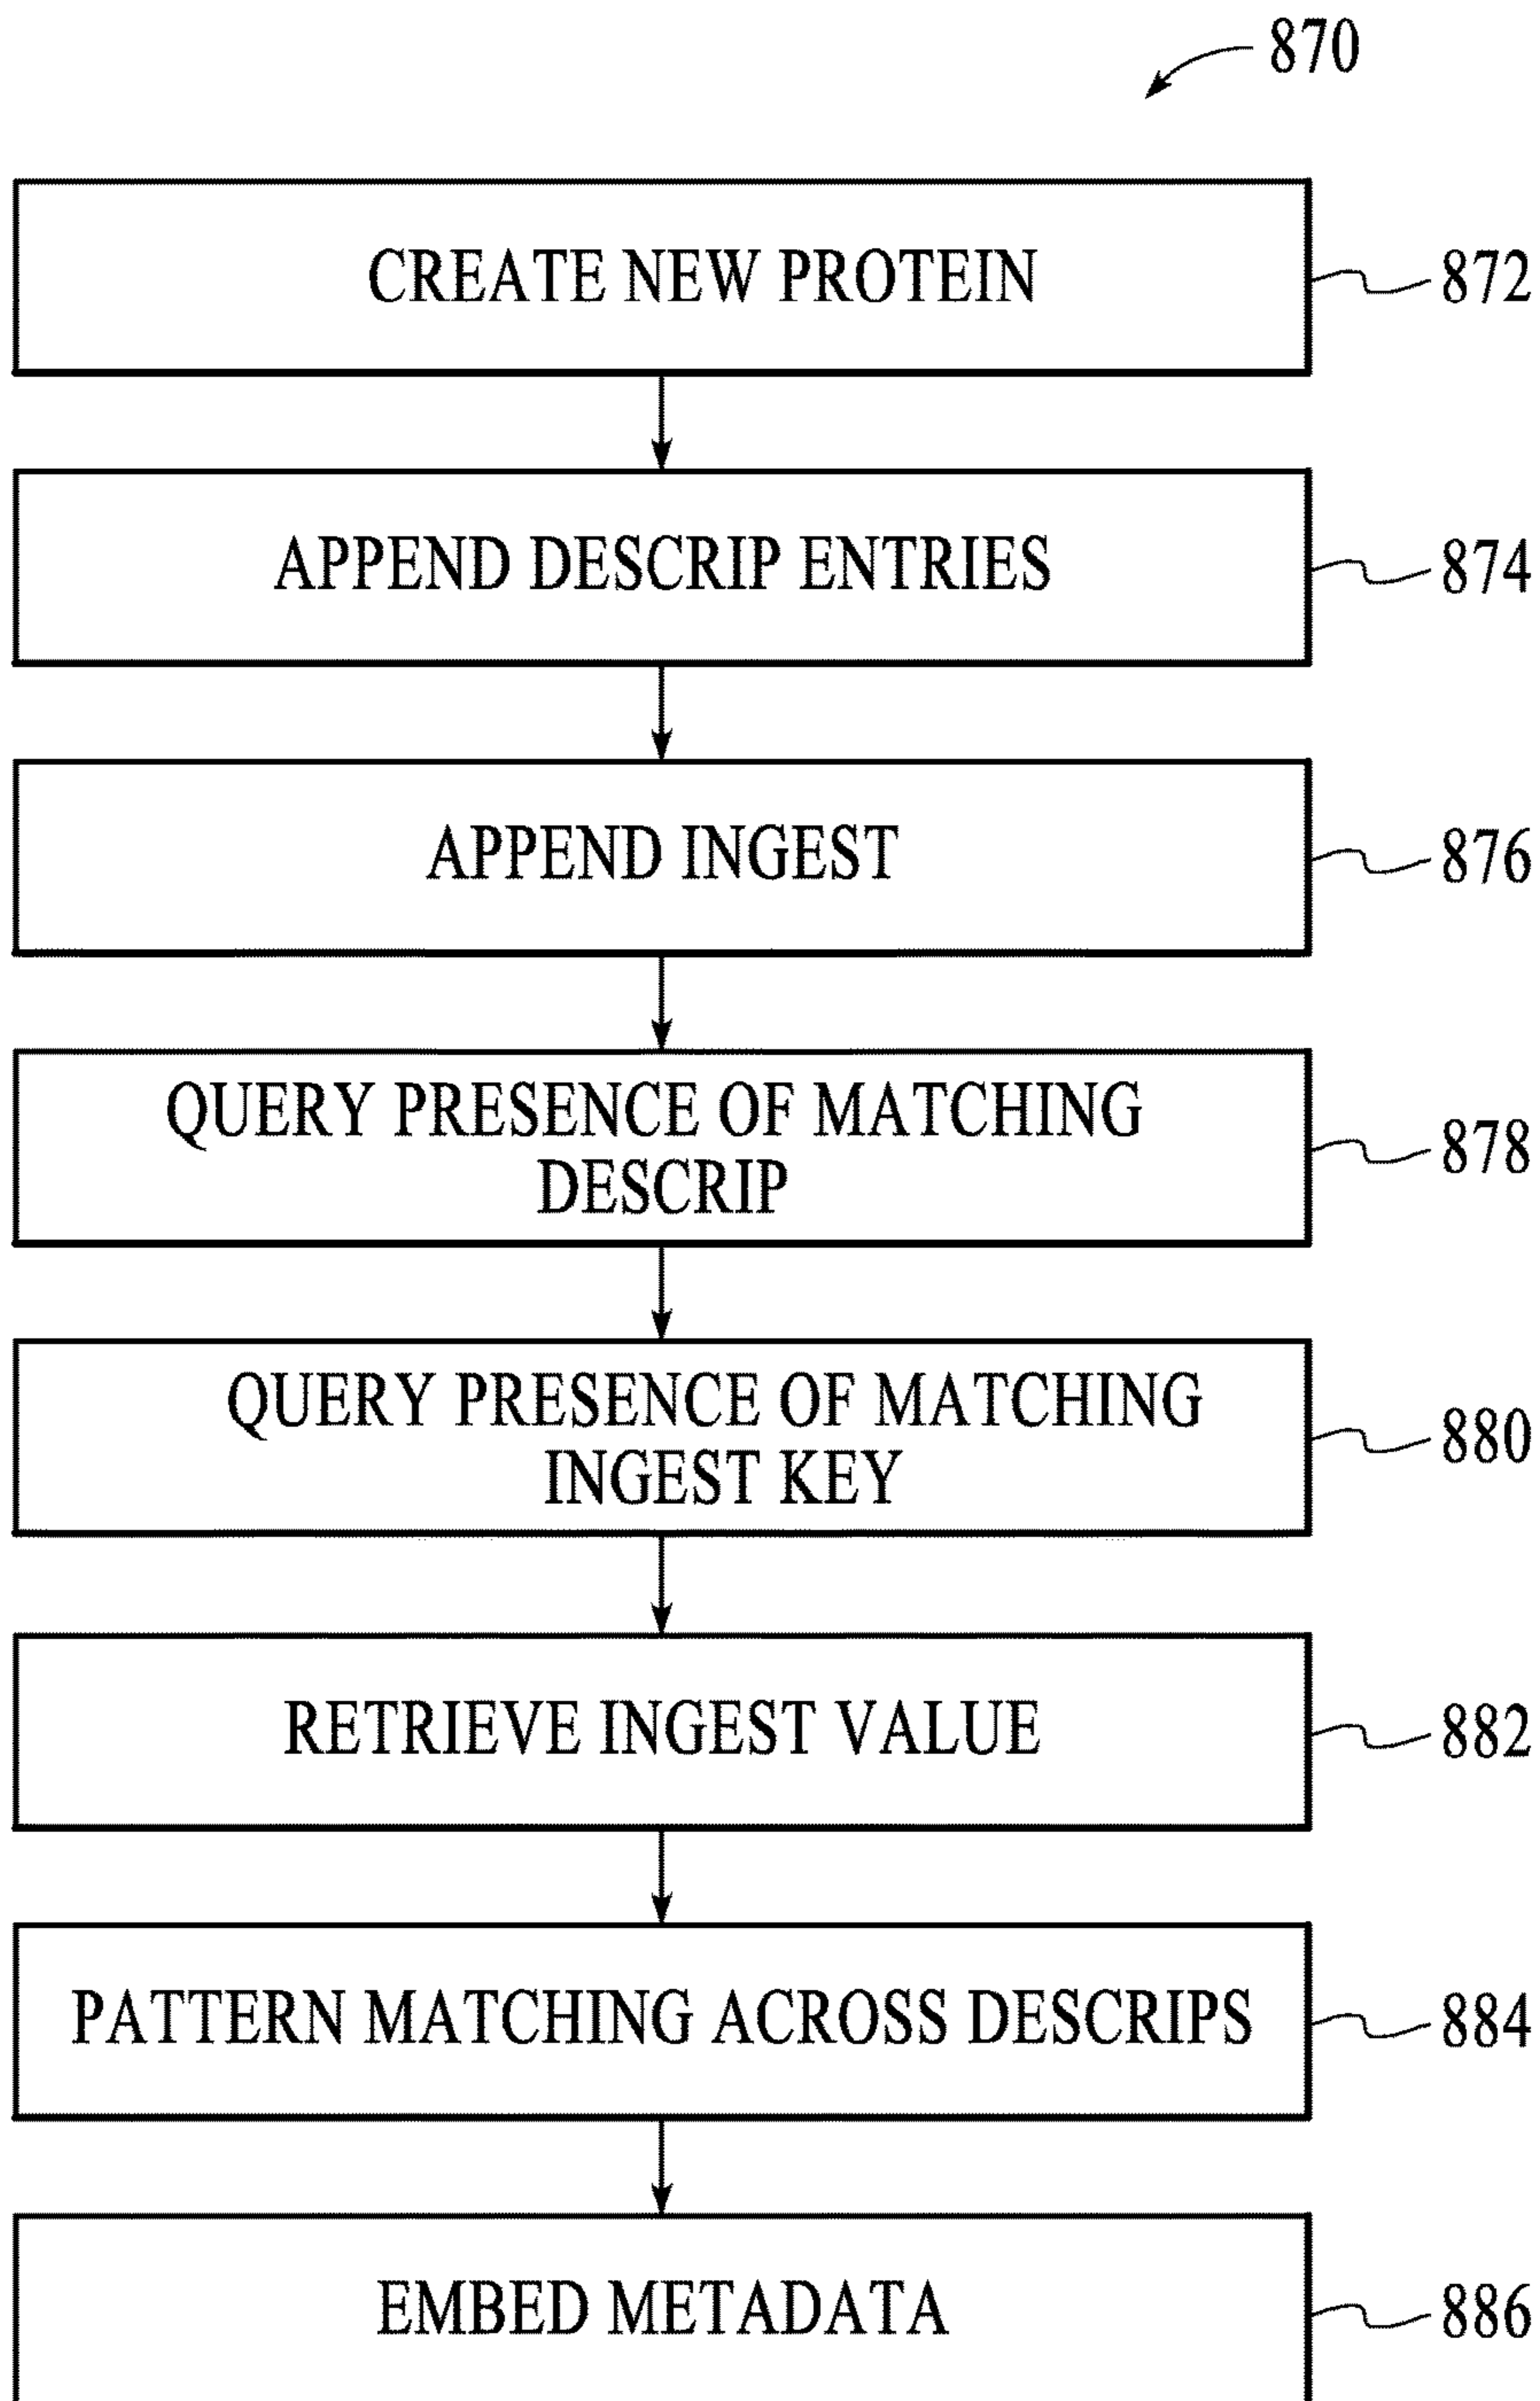 870
CREATE NEW PROTEIN
872
APPEND DESCRIP ENTRIES
874
APPEND INGEST
876
QUERY PRESENCE OF MATCHING
DESCRIP
878
QUERY PRESENCE OF MATCHING
INGEST KEY
880
RETRIEVE INGEST VALUE
882
PATTERN MATCHING ACROSS DESCRIPS
884
EMBED METADATA
886